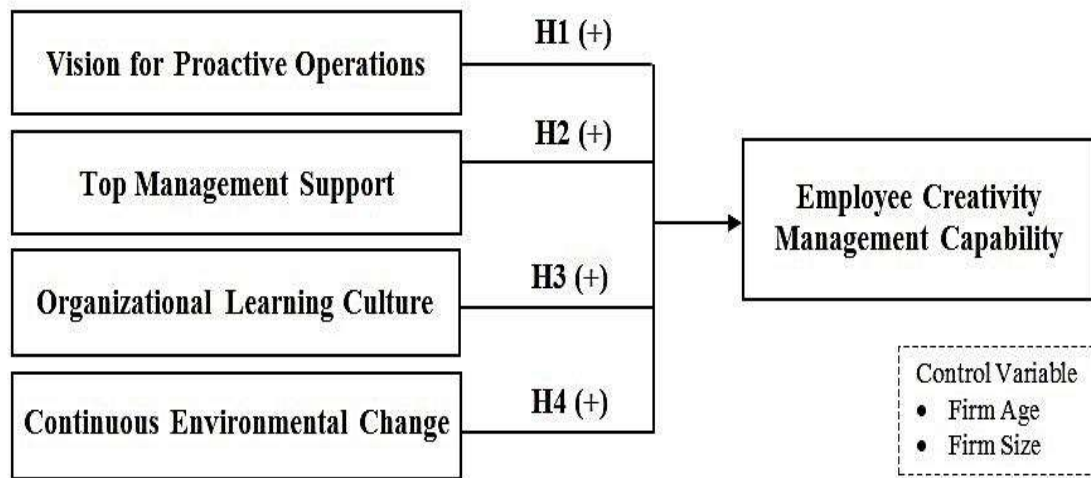 H1 (+)
Vision for Proactive Operations
H2 (+)
Top Management Support
Employee Creativity
Management Capability
H3 (+)
Organizational Learning Culture
H4 (+)
Continuous Environmental Change
Control Variable
• Firm Age
• Firm Size